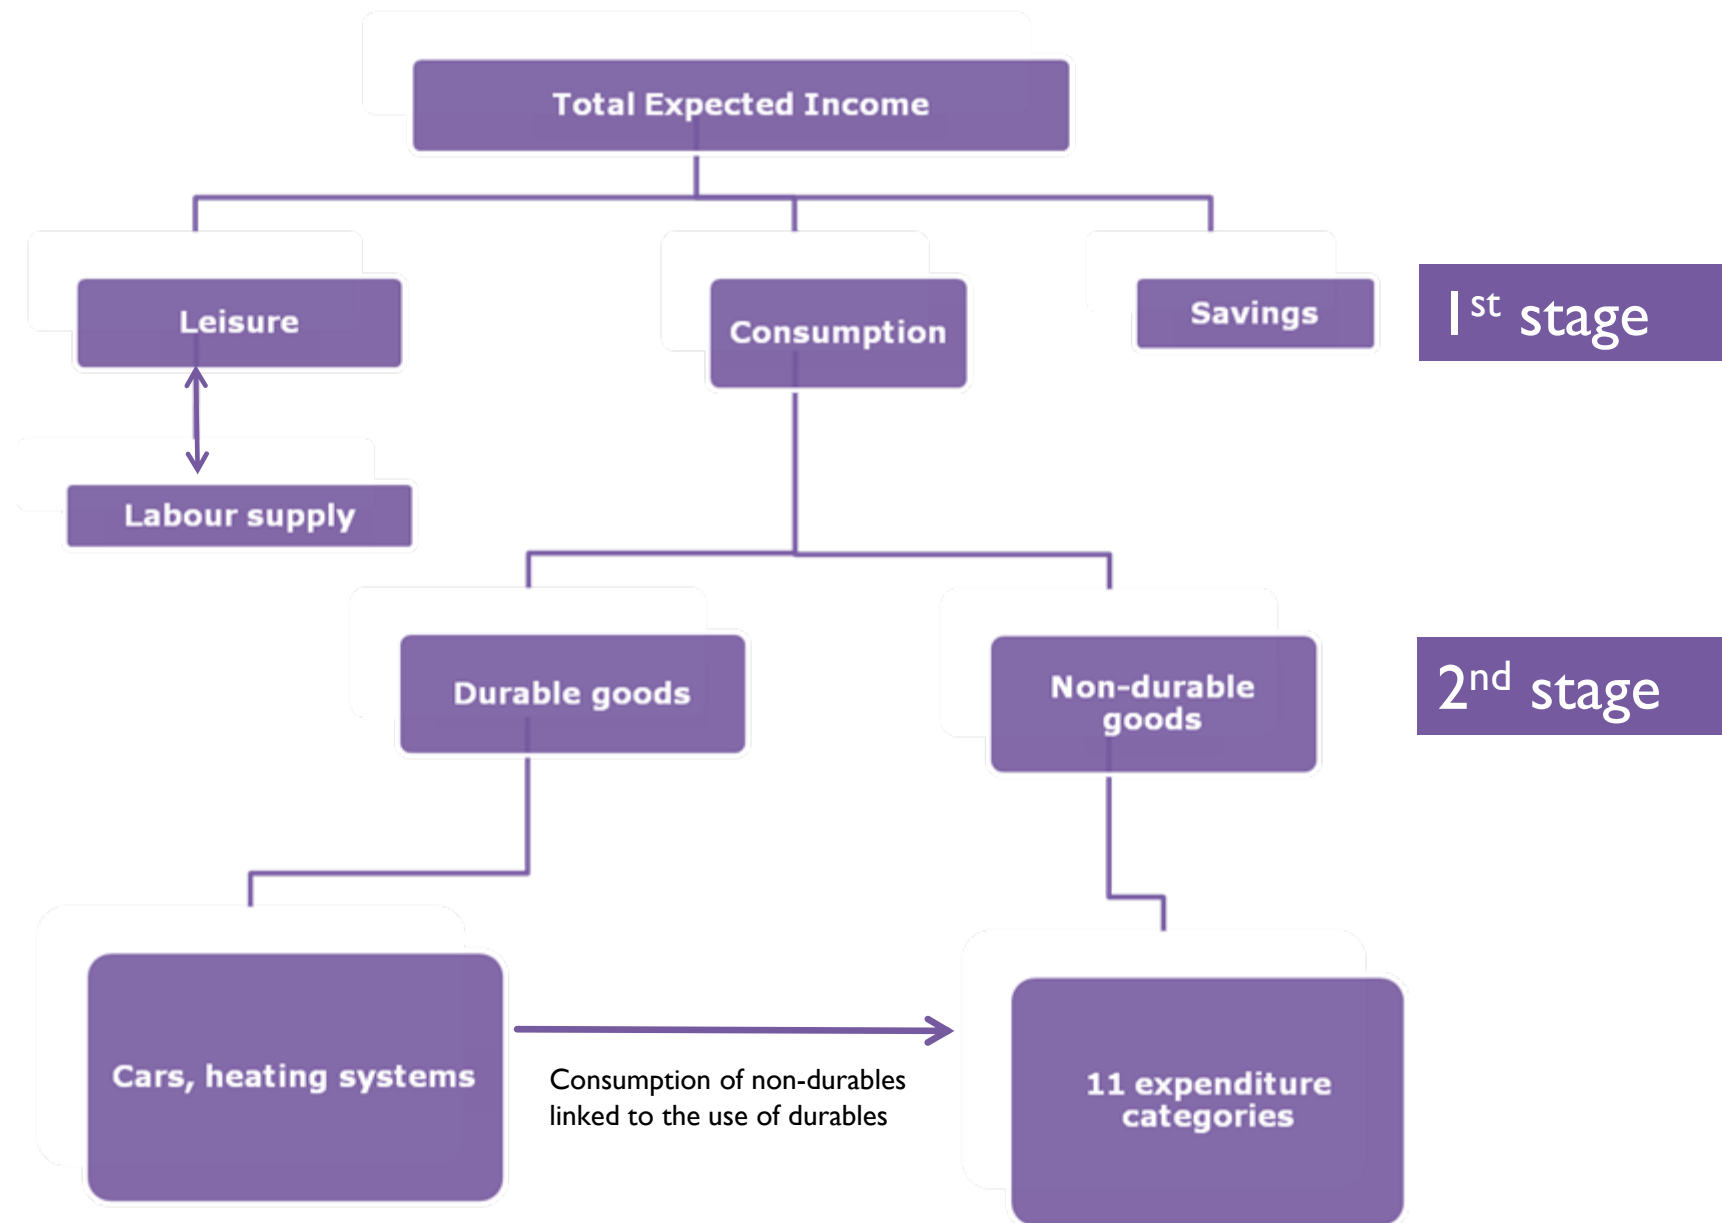 Total Expected Income
Leisure
Consumption
Savings
1st stage
Labour supply
Durable goods
Non-durable
goods
2nd stage
Cars, heating systems
Consumption of non-durables
linked to the use of durables
11 expenditure
categories